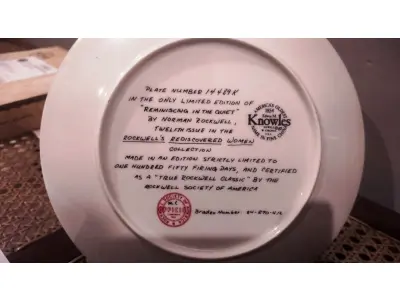 PLATE NUMBER 14489K
IN THE ONLY LIMITED EDITION OF
"REMINISCING IN THE QUIET"
BY NORMAN ROCKWELL,
TWELFTH ISSUE IN THE
ROCKWELL'S REDISCOVERED WOMEN
COLLECTION
MADE IN AN EDITION STRICTLY LIMITED TO
ONE HUNDRED FIFTY FIRING DAYS, AND CERTIFIED
AS A "TRUE ROCKWELL CLASSIC" BY THE
ROCKWELL SOCIETY OF AMERICA
Knowles